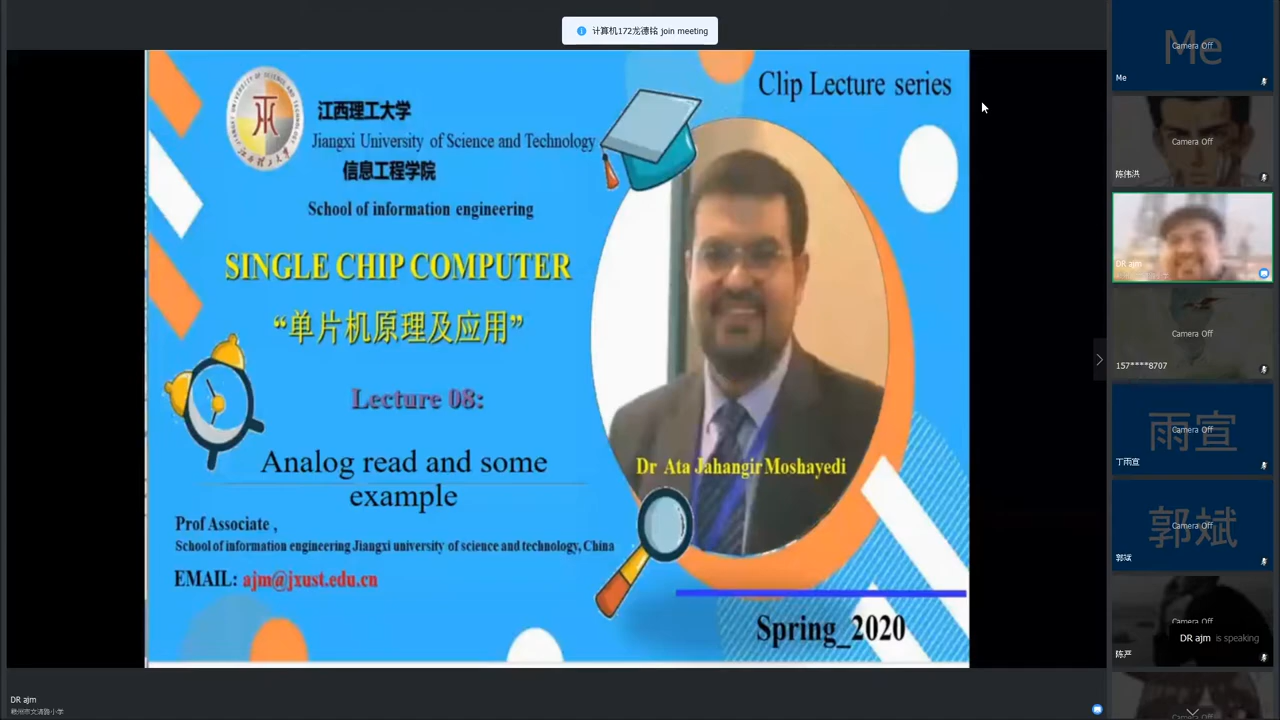 计算机172龙德铭 join meeting
Clip Lecture series
江西理工大学
Jiangxi University of Science and Technology
信息工程学院
School of information engineering
SINGLE CHIP COMPUTER
“单片机原理及应用”
Lecture 08:
Analog read and some
example
Dr Ata Jahangir Moshayedi
Prof Associate ,
School of information engineering Jiangxi university of science and technology, China
EMAIL: ajm@jxust.edu.cn
Spring_2020
DR ajm
赣州市文清路小学
Me
Camera Off
Me
Camera Off
陈伟洪
DR ajm
Camera Off
157****8707
雨宣
Camera Off
丁雨宣
郭斌
Camera Off
郭斌
Camera Off
DR ajm is speaking
陈严
Camera Off